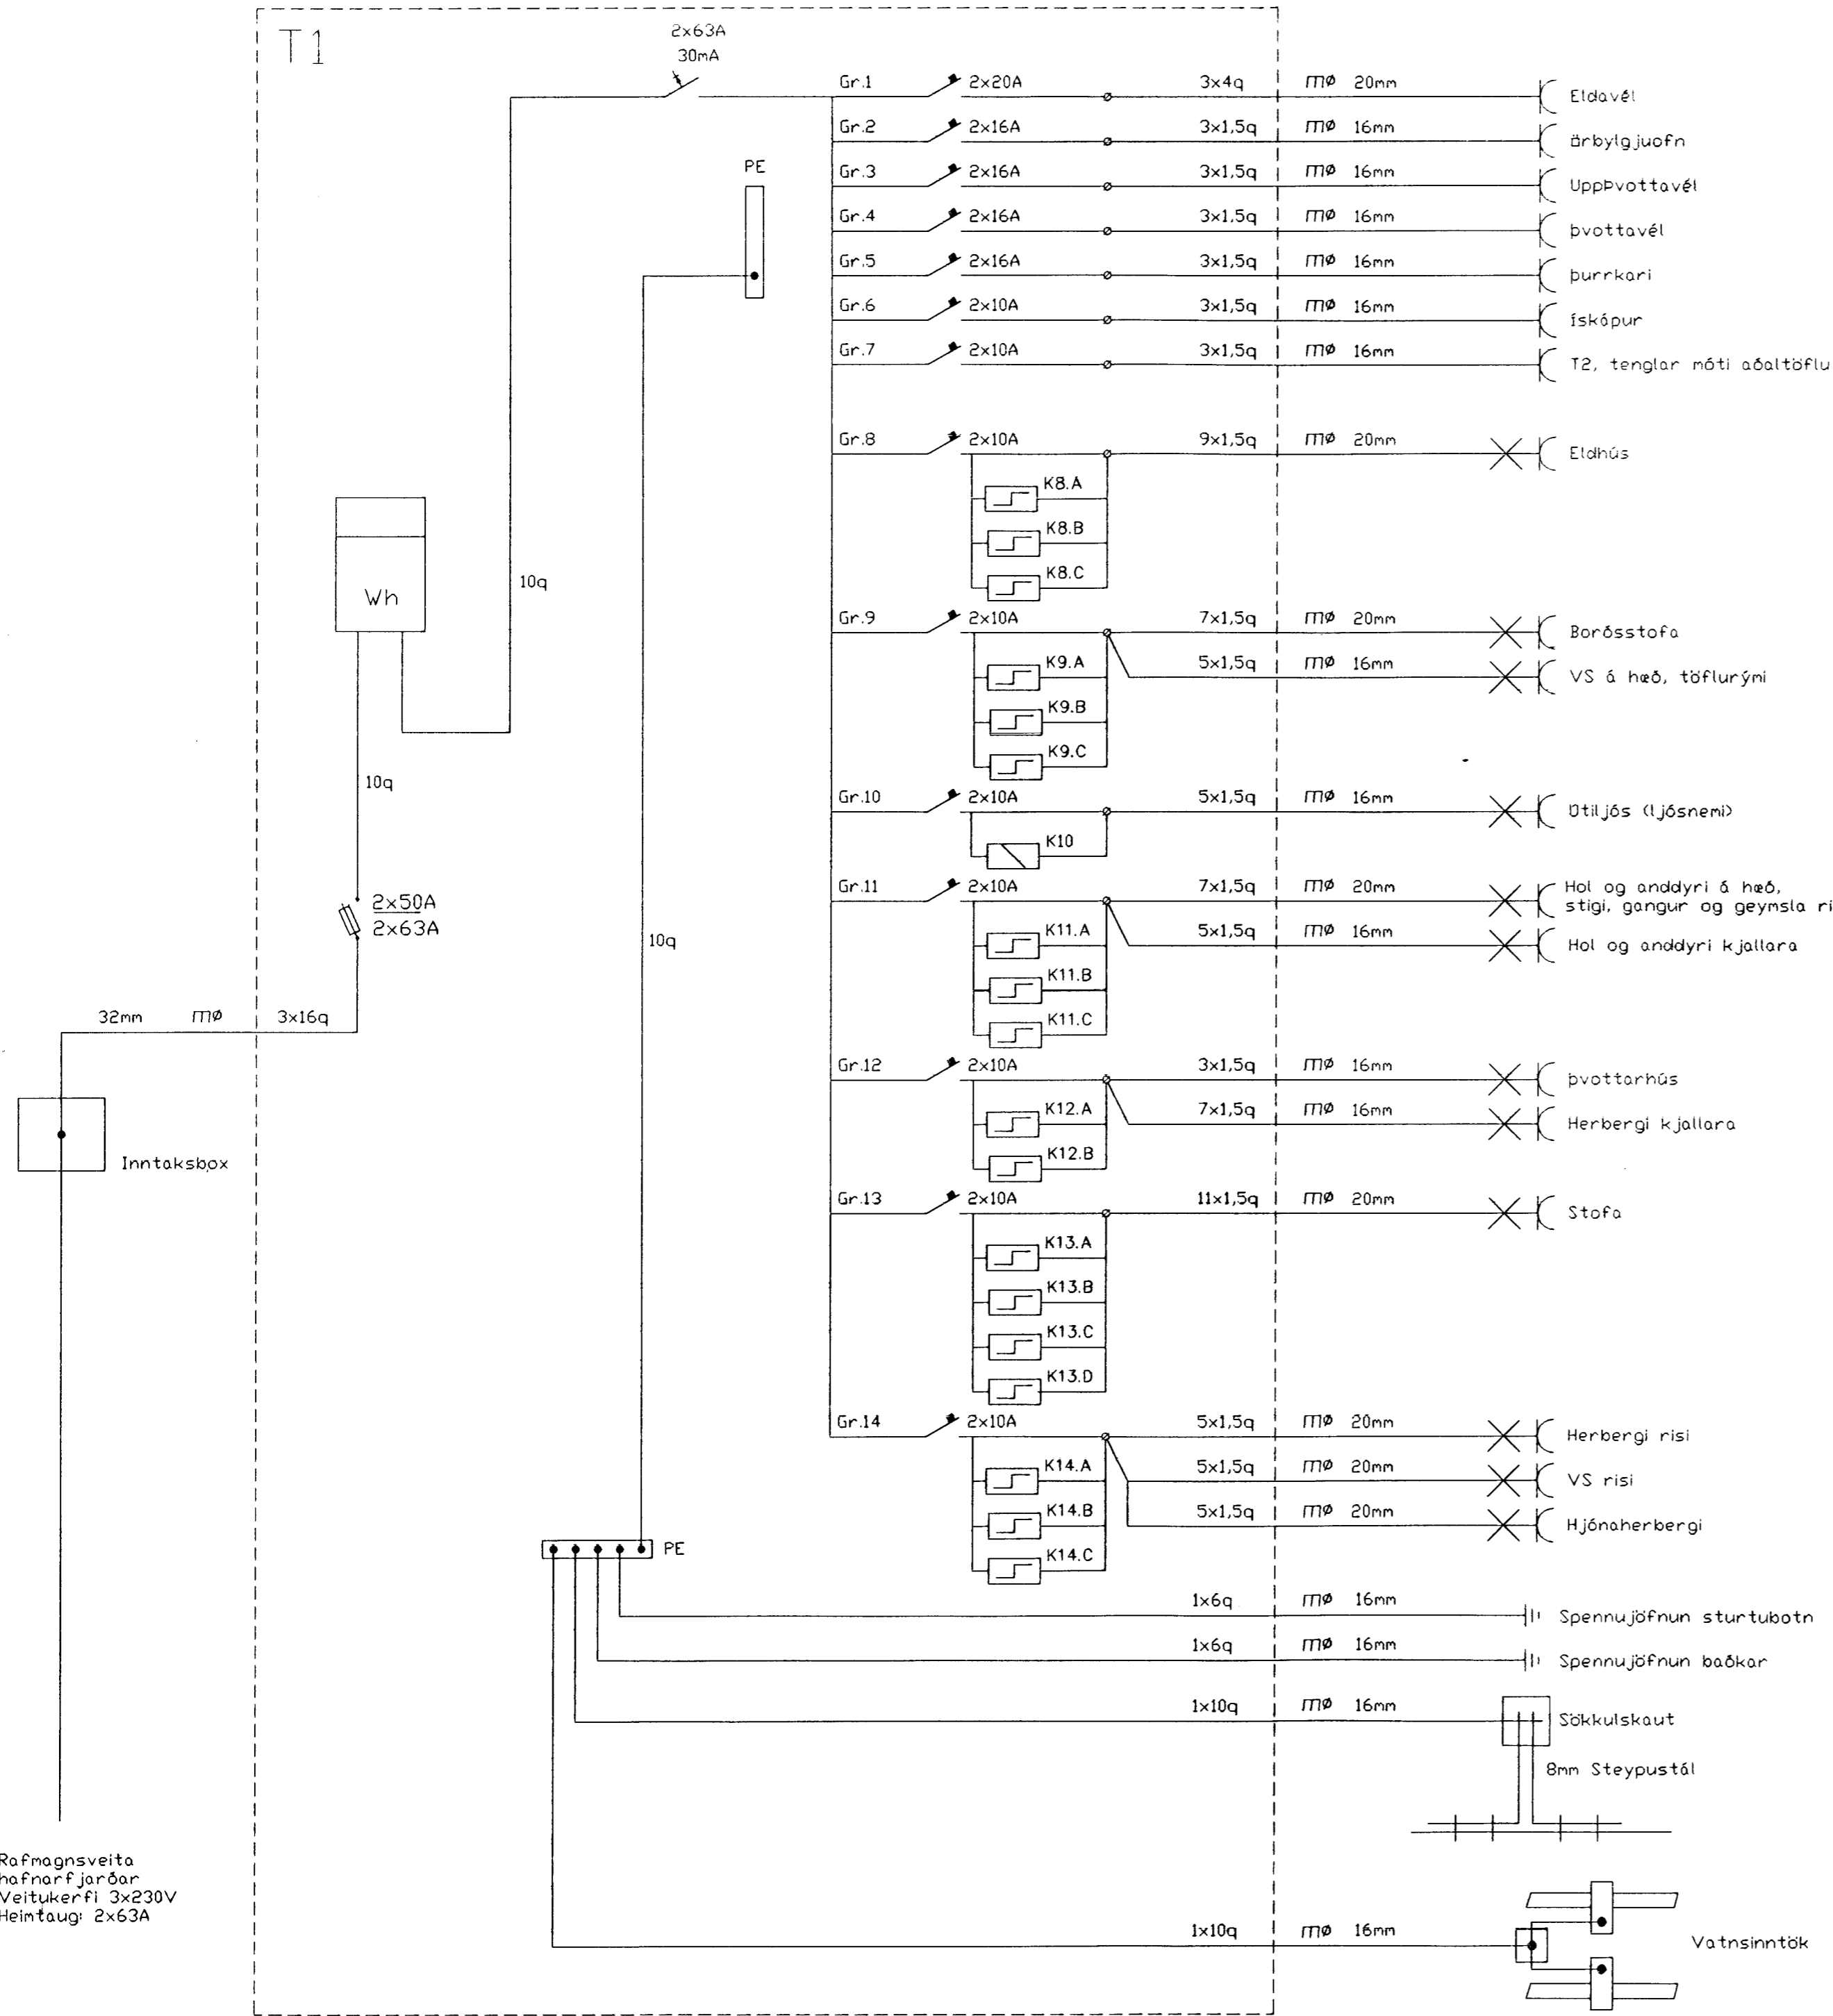 T1
2x63A
30mA
Gr.1 2x20A 3x4q mø 20mm Eldavél
Gr.2 2x16A 3x1,5q mø 16mm örbylgjuofn
Gr.3 2x16A 3x1,5q mø 16mm Uppþvottavél
Gr.4 2x16A 3x1,5q mø 16mm þvottavél
Gr.5 2x16A 3x1,5q mø 16mm þurrkari
Gr.6 2x10A 3x1,5q mø 16mm ískápur
Gr.7 2x10A 3x1,5q mø 16mm T2, tenglar móti aðaltöflu
PE
Gr.8 2x10A 9x1,5q mø 20mm Eldhús
K8.A
K8.B
K8.C
Wh
10q
Gr.9 2x10A 7x1,5q mø 20mm Borðsstofa
5x1,5q mø 16mm VS á hæð, töflurými
K9.A
K9.B
K9.C
10q
Gr.10 2x10A 5x1,5q mø 16mm Útiljós (ljósnemi)
K10
2x50A
2x63A
10q
Gr.11 2x10A 7x1,5q mø 20mm Hol og anddyri á hæð,
stigi, gangur og geymsla ri
5x1,5q mø 16mm Hol og anddyri kjallara
K11.A
K11.B
K11.C
32mm mø 3x16q
Gr.12 2x10A 3x1,5q mø 16mm þvottarhús
7x1,5q mø 16mm Herbergi kjallara
K12.A
K12.B
Inntaksbox
Gr.13 2x10A 11x1,5q mø 20mm Stofa
K13.A
K13.B
K13.C
K13.D
Gr.14 2x10A 5x1,5q mø 20mm Herbergi risi
5x1,5q mø 20mm VS risi
5x1,5q mø 20mm Hjónaherbergi
K14.A
K14.B
K14.C
PE
1x6q mø 16mm Spennujöfnun sturtubotn
1x6q mø 16mm Spennujöfnun baðkar
1x10q mø 16mm Sökkulskaut
8mm Steypustál
Rafmagnsveita
hafnarfjarðar
Veitukerfi 3x230V
Heimtaug: 2x63A
1x10q mø 16mm Vatnsinntök